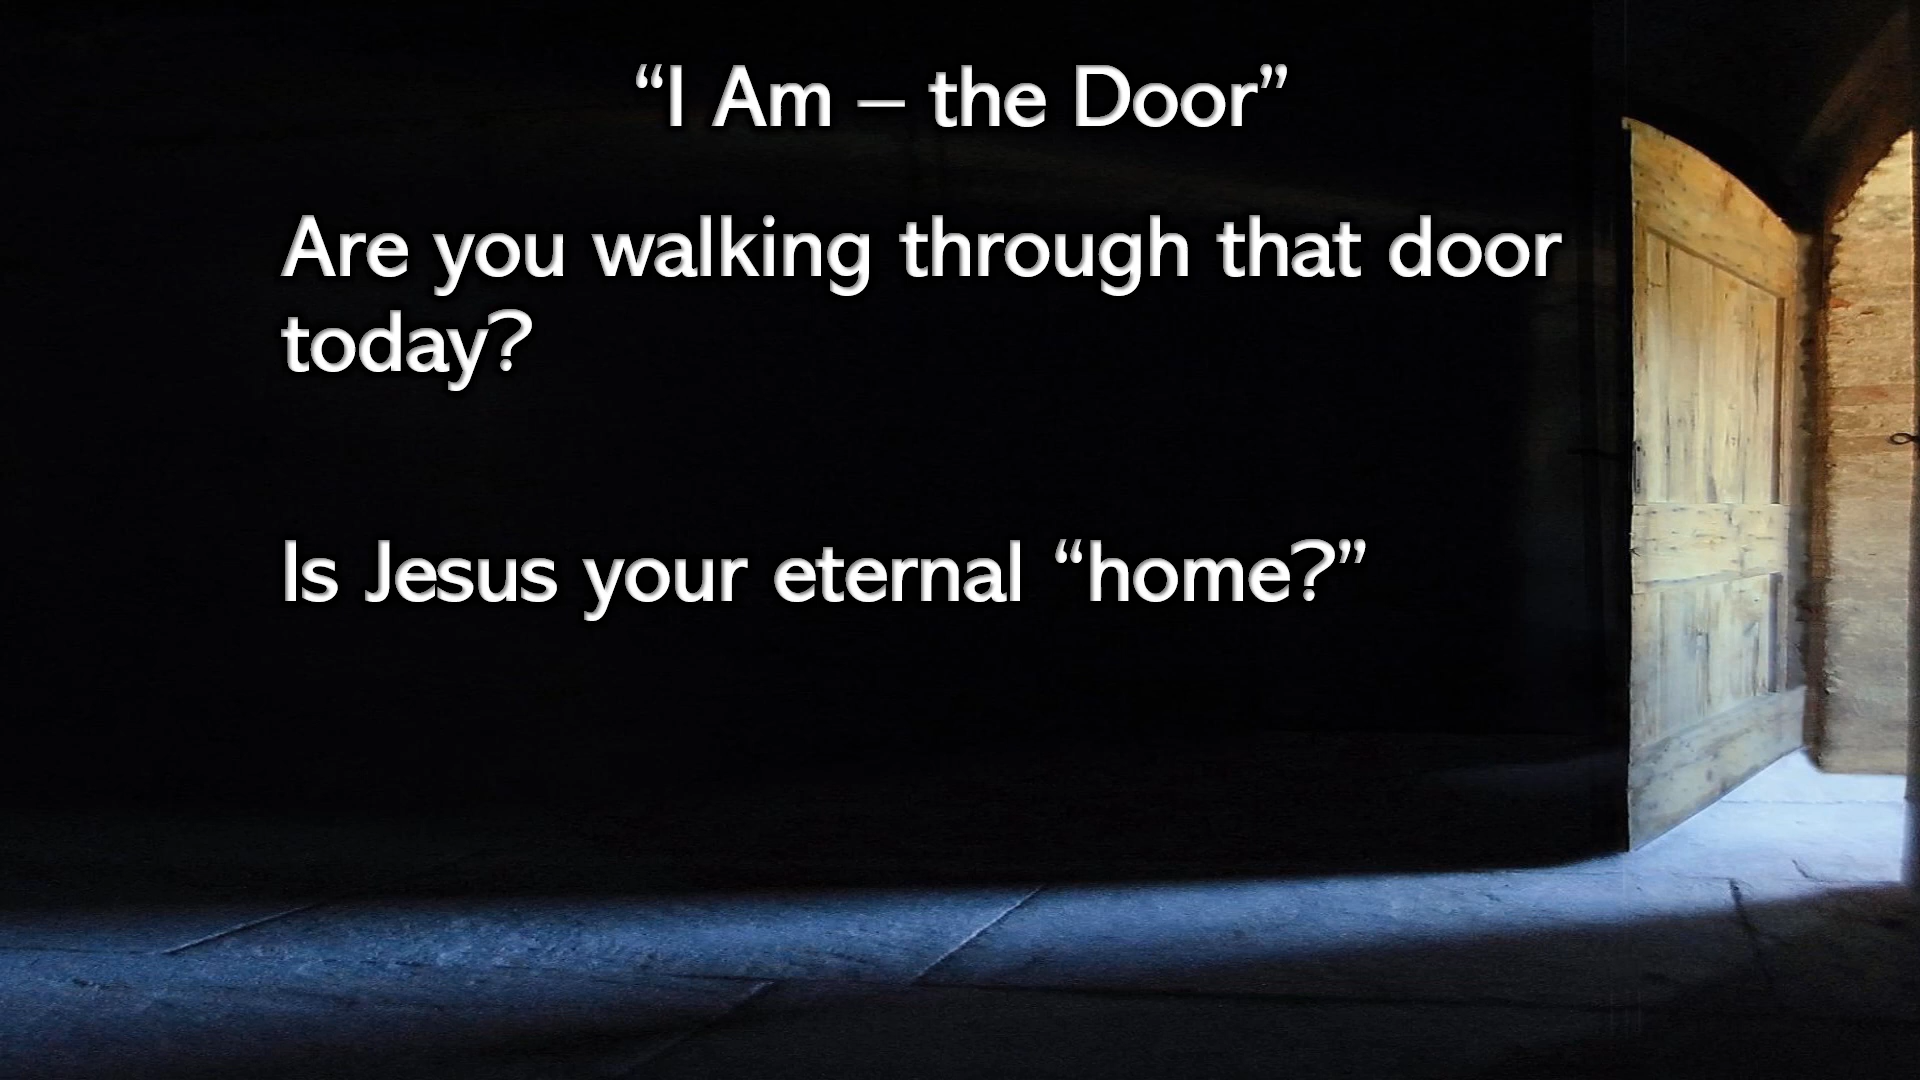 “I Am – the Door”
Are you walking through that door
today?
Is Jesus your eternal “home?”